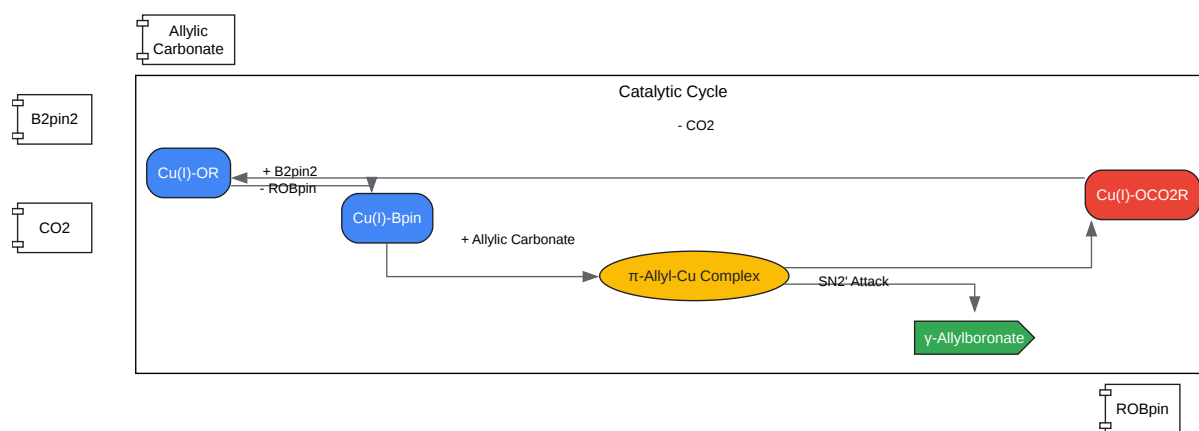 Allylic
Carbonate
B2pin2
Catalytic Cycle
- CO2
Cu(I)-OR
+ B2pin2
- ROBpin
Cu(I)-OCO2R
Cu(I)-Bpin
CO2
+ Allylic Carbonate
π-Allyl-Cu Complex
SN2' Attack
γ-Allylboronate
ROBpin